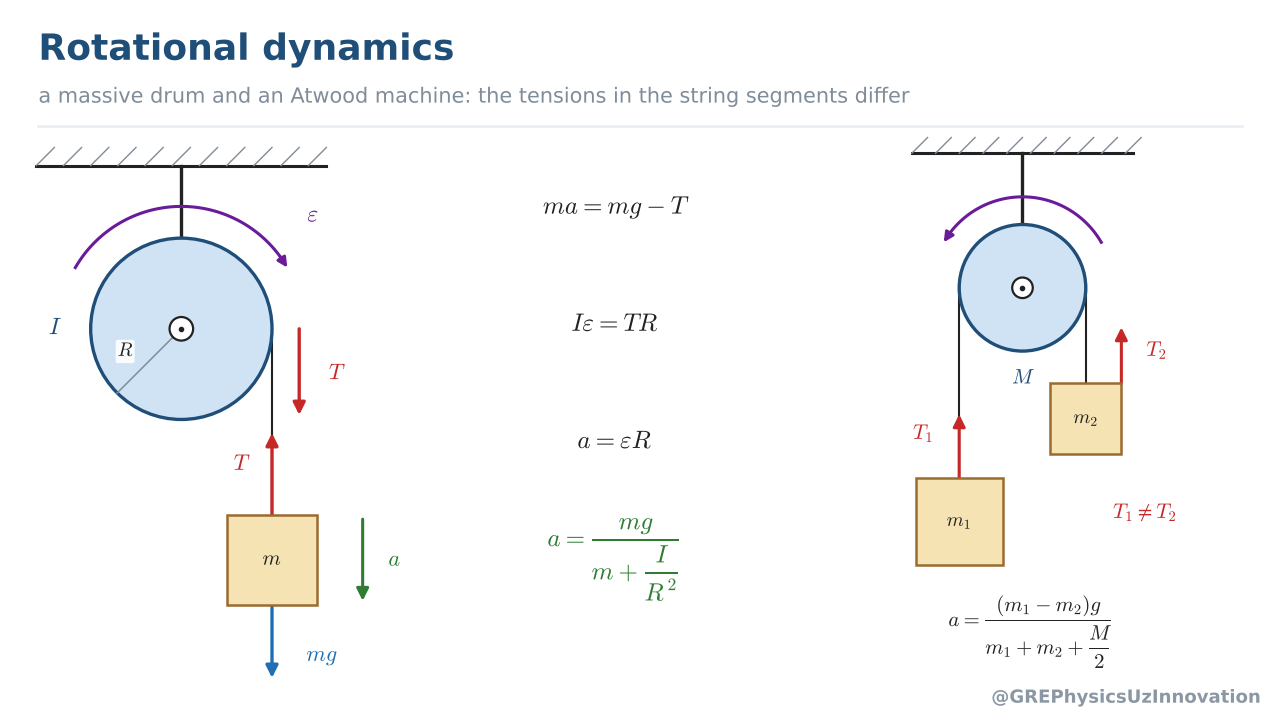 Rotational dynamics
a massive drum and an Atwood machine: the tensions in the string segments differ
ε
I
R
T
T
m
a
mg
ma = mg − T
Iε = TR
a = εR
a = mg / (m + I/R²)
M
T₂
m₂
T₁
m₁
T₁ ≠ T₂
a = (m₁ − m₂)g / (m₁ + m₂ + M/2)
@GREPhysicsUzInnovation